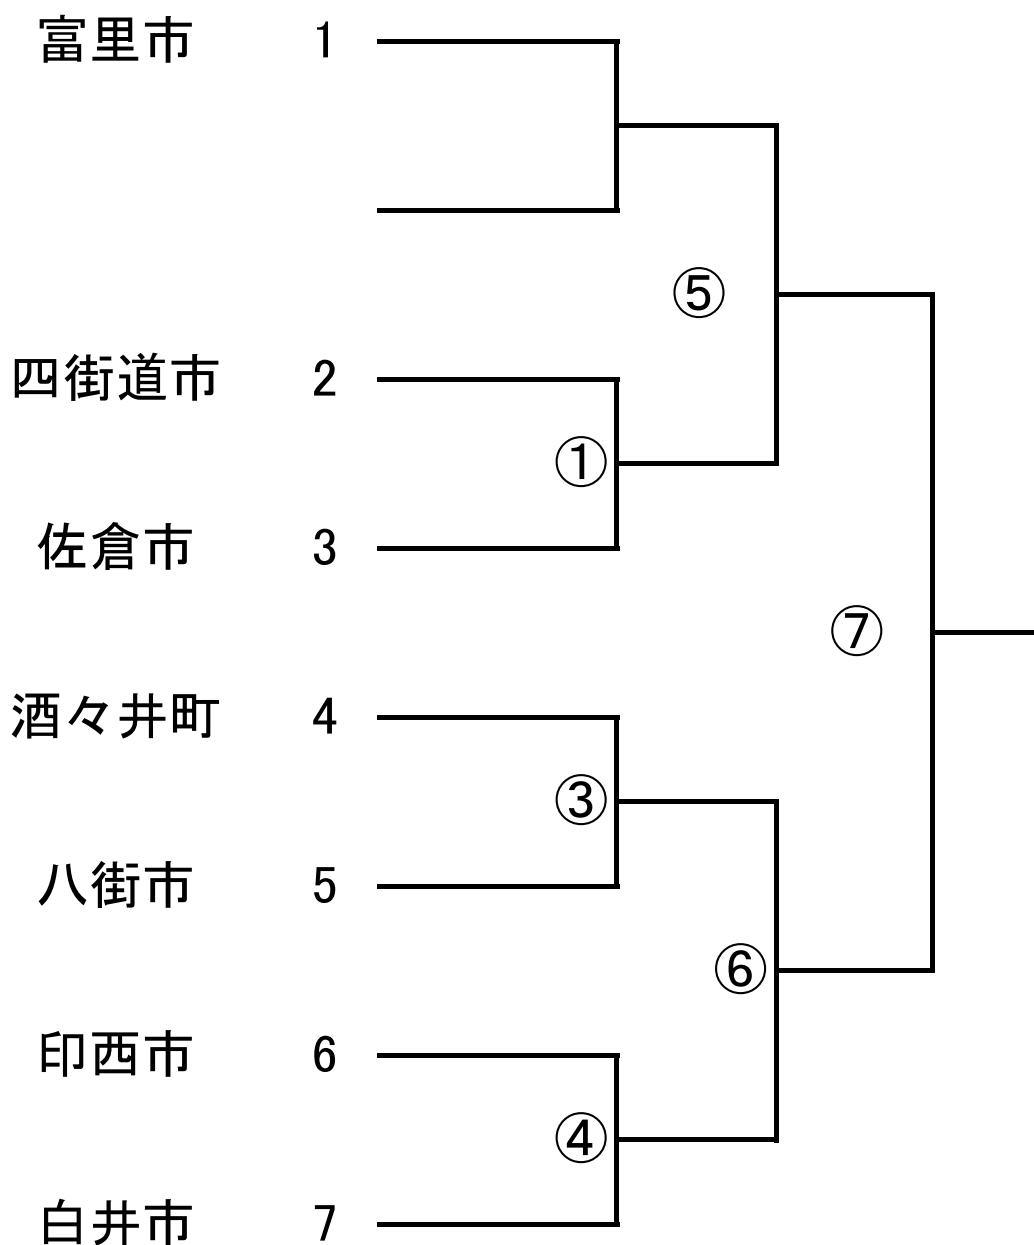 富里市 1
⑤
四街道市 2
①
佐倉市 3
⑦
酒々井町 4
③
八街市 5
⑥
印西市 6
④
白井市 7